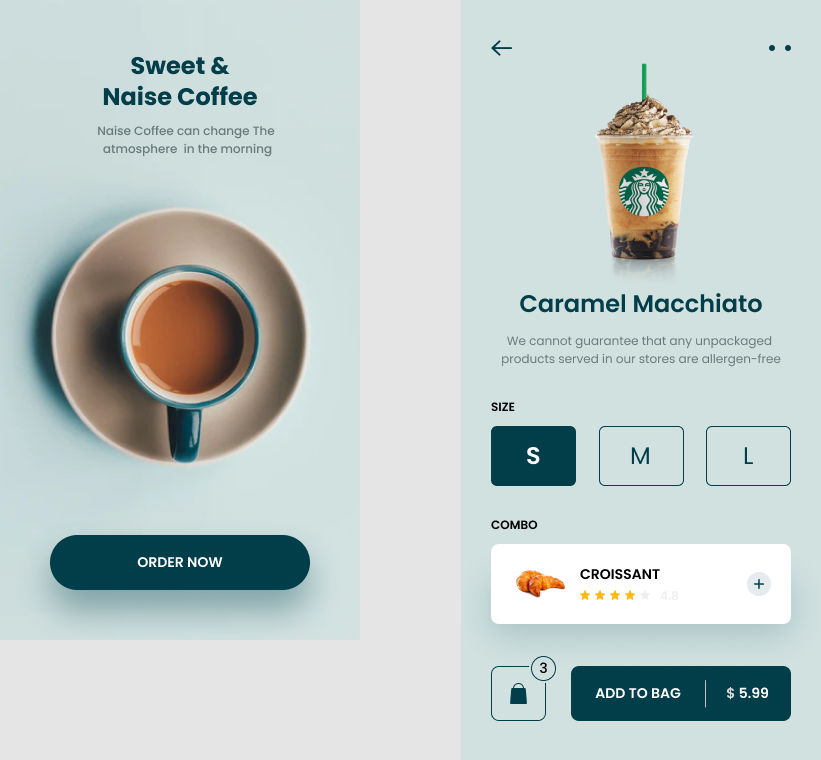 Sweet &
Naise Coffee
Naise Coffee can change The
atmosphere in the morning
ORDER NOW
Caramel Macchiato
We cannot guarantee that any unpackaged
products served in our stores are allergen-free
SIZE
S M L
COMBO
CROISSANT
4.8
3
ADD TO BAG $ 5.99